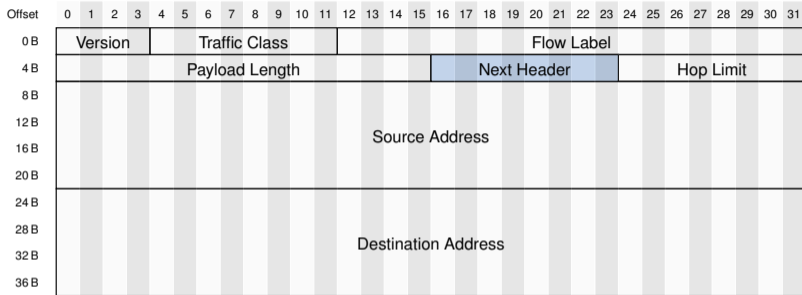 Offset 0 1 2 3 4 5 6 7 8 9 10 11 12 13 14 15 16 17 18 19 20 21 22 23 24 25 26 27 28 29 30 31
0 B Version Traffic Class Flow Label
4 B Payload Length Next Header Hop Limit
8 B
12 B
Source Address
16 B
20 B
24 B
28 B
Destination Address
32 B
36 B